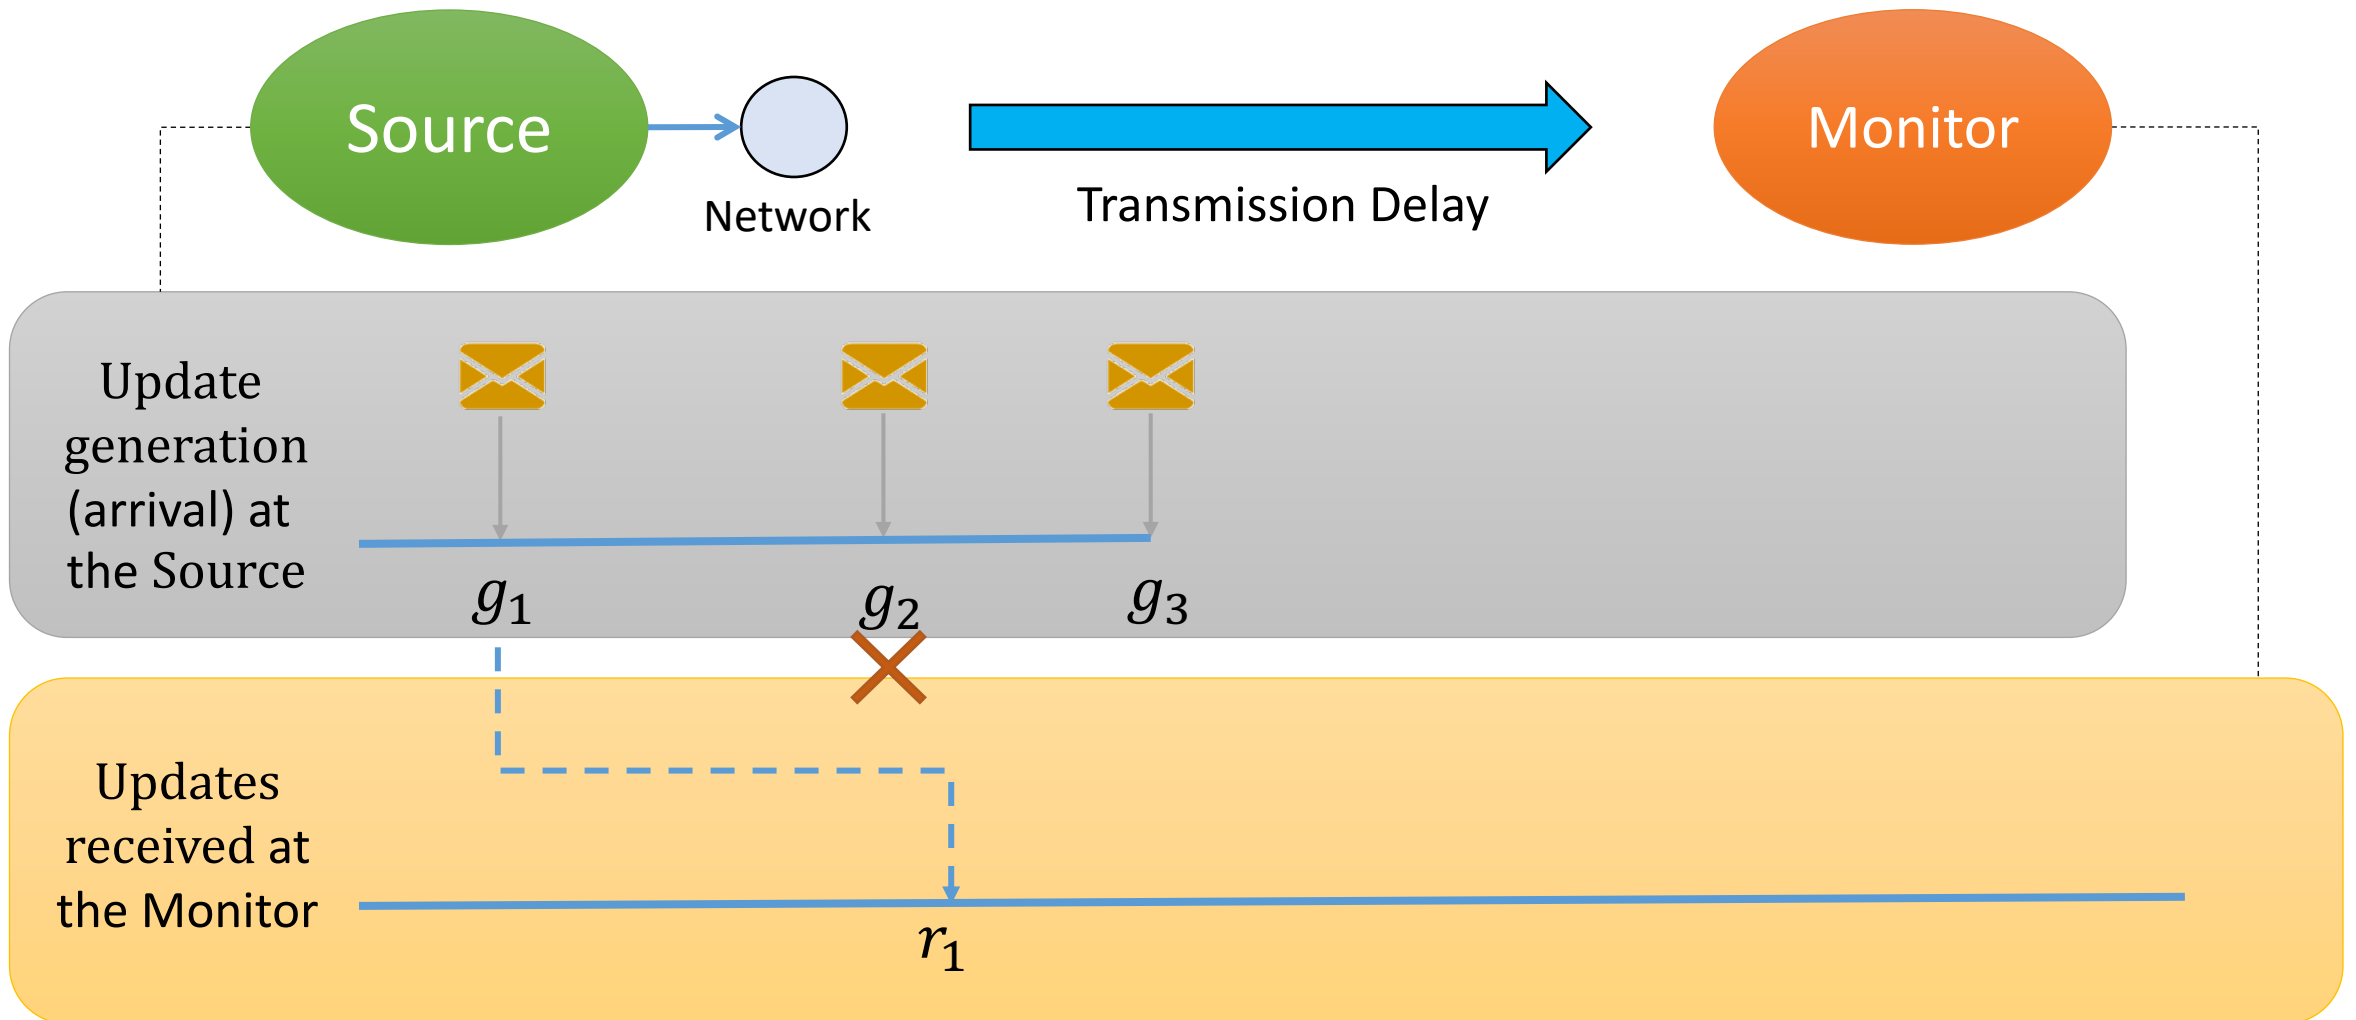 Source
Network
Transmission Delay
Monitor
Update
generation
(arrival) at
the Source
g₁
g₂
g₃
Updates
received at
the Monitor
r₁